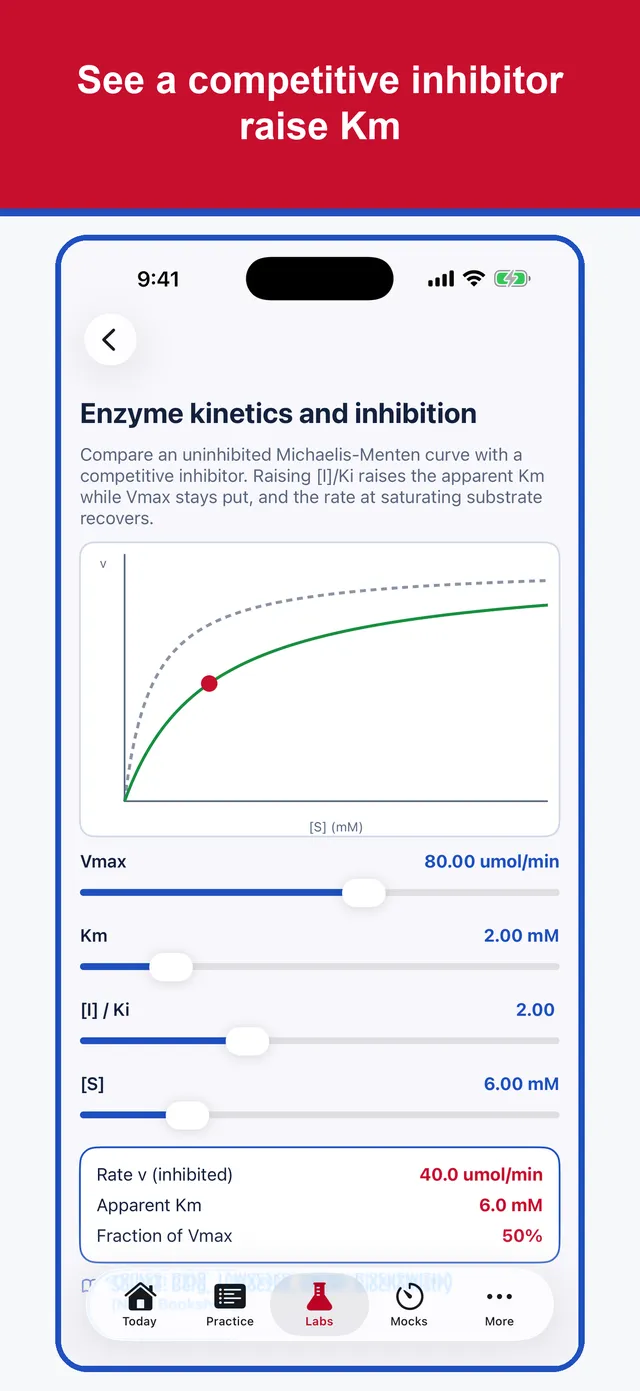 See a competitive inhibitor
raise Km
9:41
Enzyme kinetics and inhibition
Compare an uninhibited Michaelis-Menten curve with a
competitive inhibitor. Raising [I]/Ki raises the apparent Km
while Vmax stays put, and the rate at saturating substrate
recovers.
v
[S] (mM)
Vmax 80.00 umol/min
Km 2.00 mM
[I] / Ki 2.00
[S] 6.00 mM
Rate v (inhibited) 40.0 umol/min
Apparent Km 6.0 mM
Fraction of Vmax 50%
Today Practice Labs Mocks More